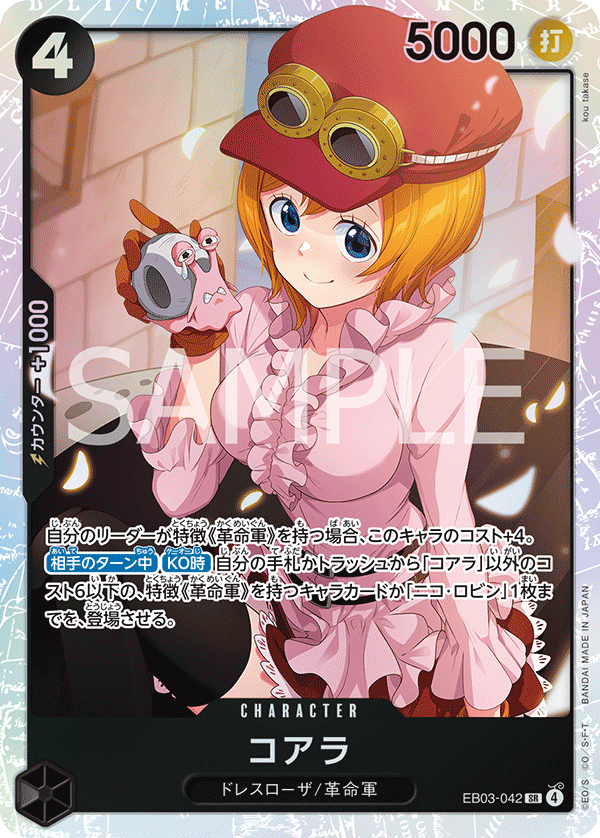 4
5000
打
kou takase
カウンター +1000
SAMPLE
自分のリーダーが特徴《革命軍》を持つ場合、このキャラのコスト+4。
相手のターン中 KO時 自分の手札かトラッシュから「コアラ」以外のコ
スト6以下の、特徴《革命軍》を持つキャラカードか「ニコ・ロビン」1枚ま
でを、登場させる。
CHARACTER
コアラ
ドレスローザ/革命軍
EB03-042 SR 4
©E.O/S ©O/S・F・T BANDAI MADE IN JAPAN